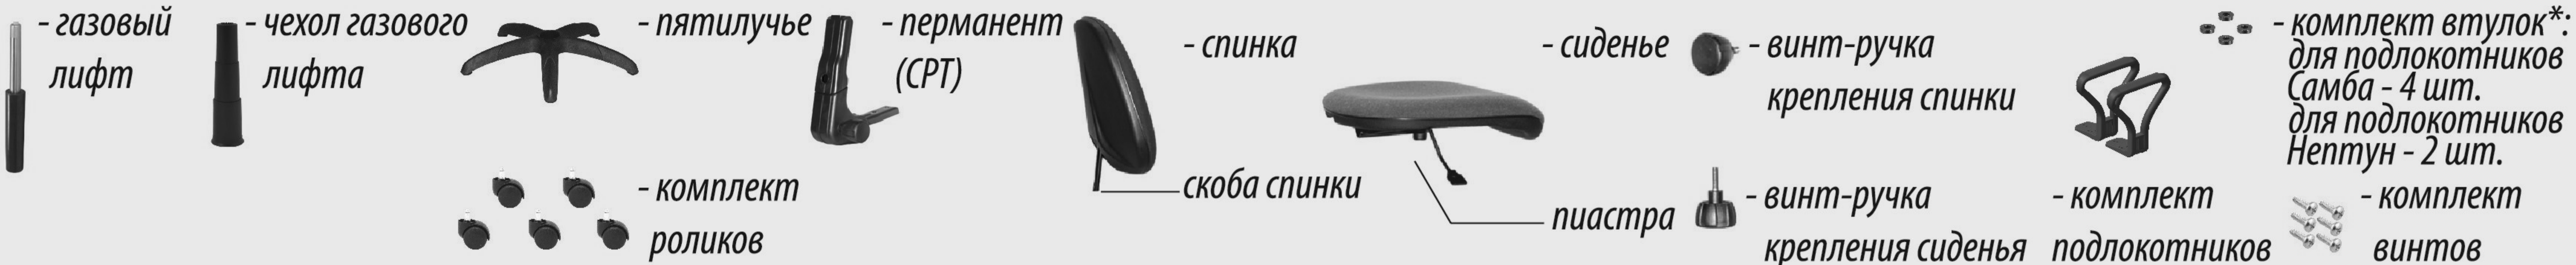 - газовый
лифт
- чехол газового
лифта
- пятилучье
- комплект
роликов
- перманент
(СРТ)
- спинка
скоба спинки
- сиденье
пиастра
- винт-ручка
крепления спинки
- винт-ручка
крепления сиденья
- комплект
подлокотников
- комплект втулок*:
для подлокотников
Самба - 4 шт.
для подлокотников
Нептун - 2 шт.
- комплект
винтов